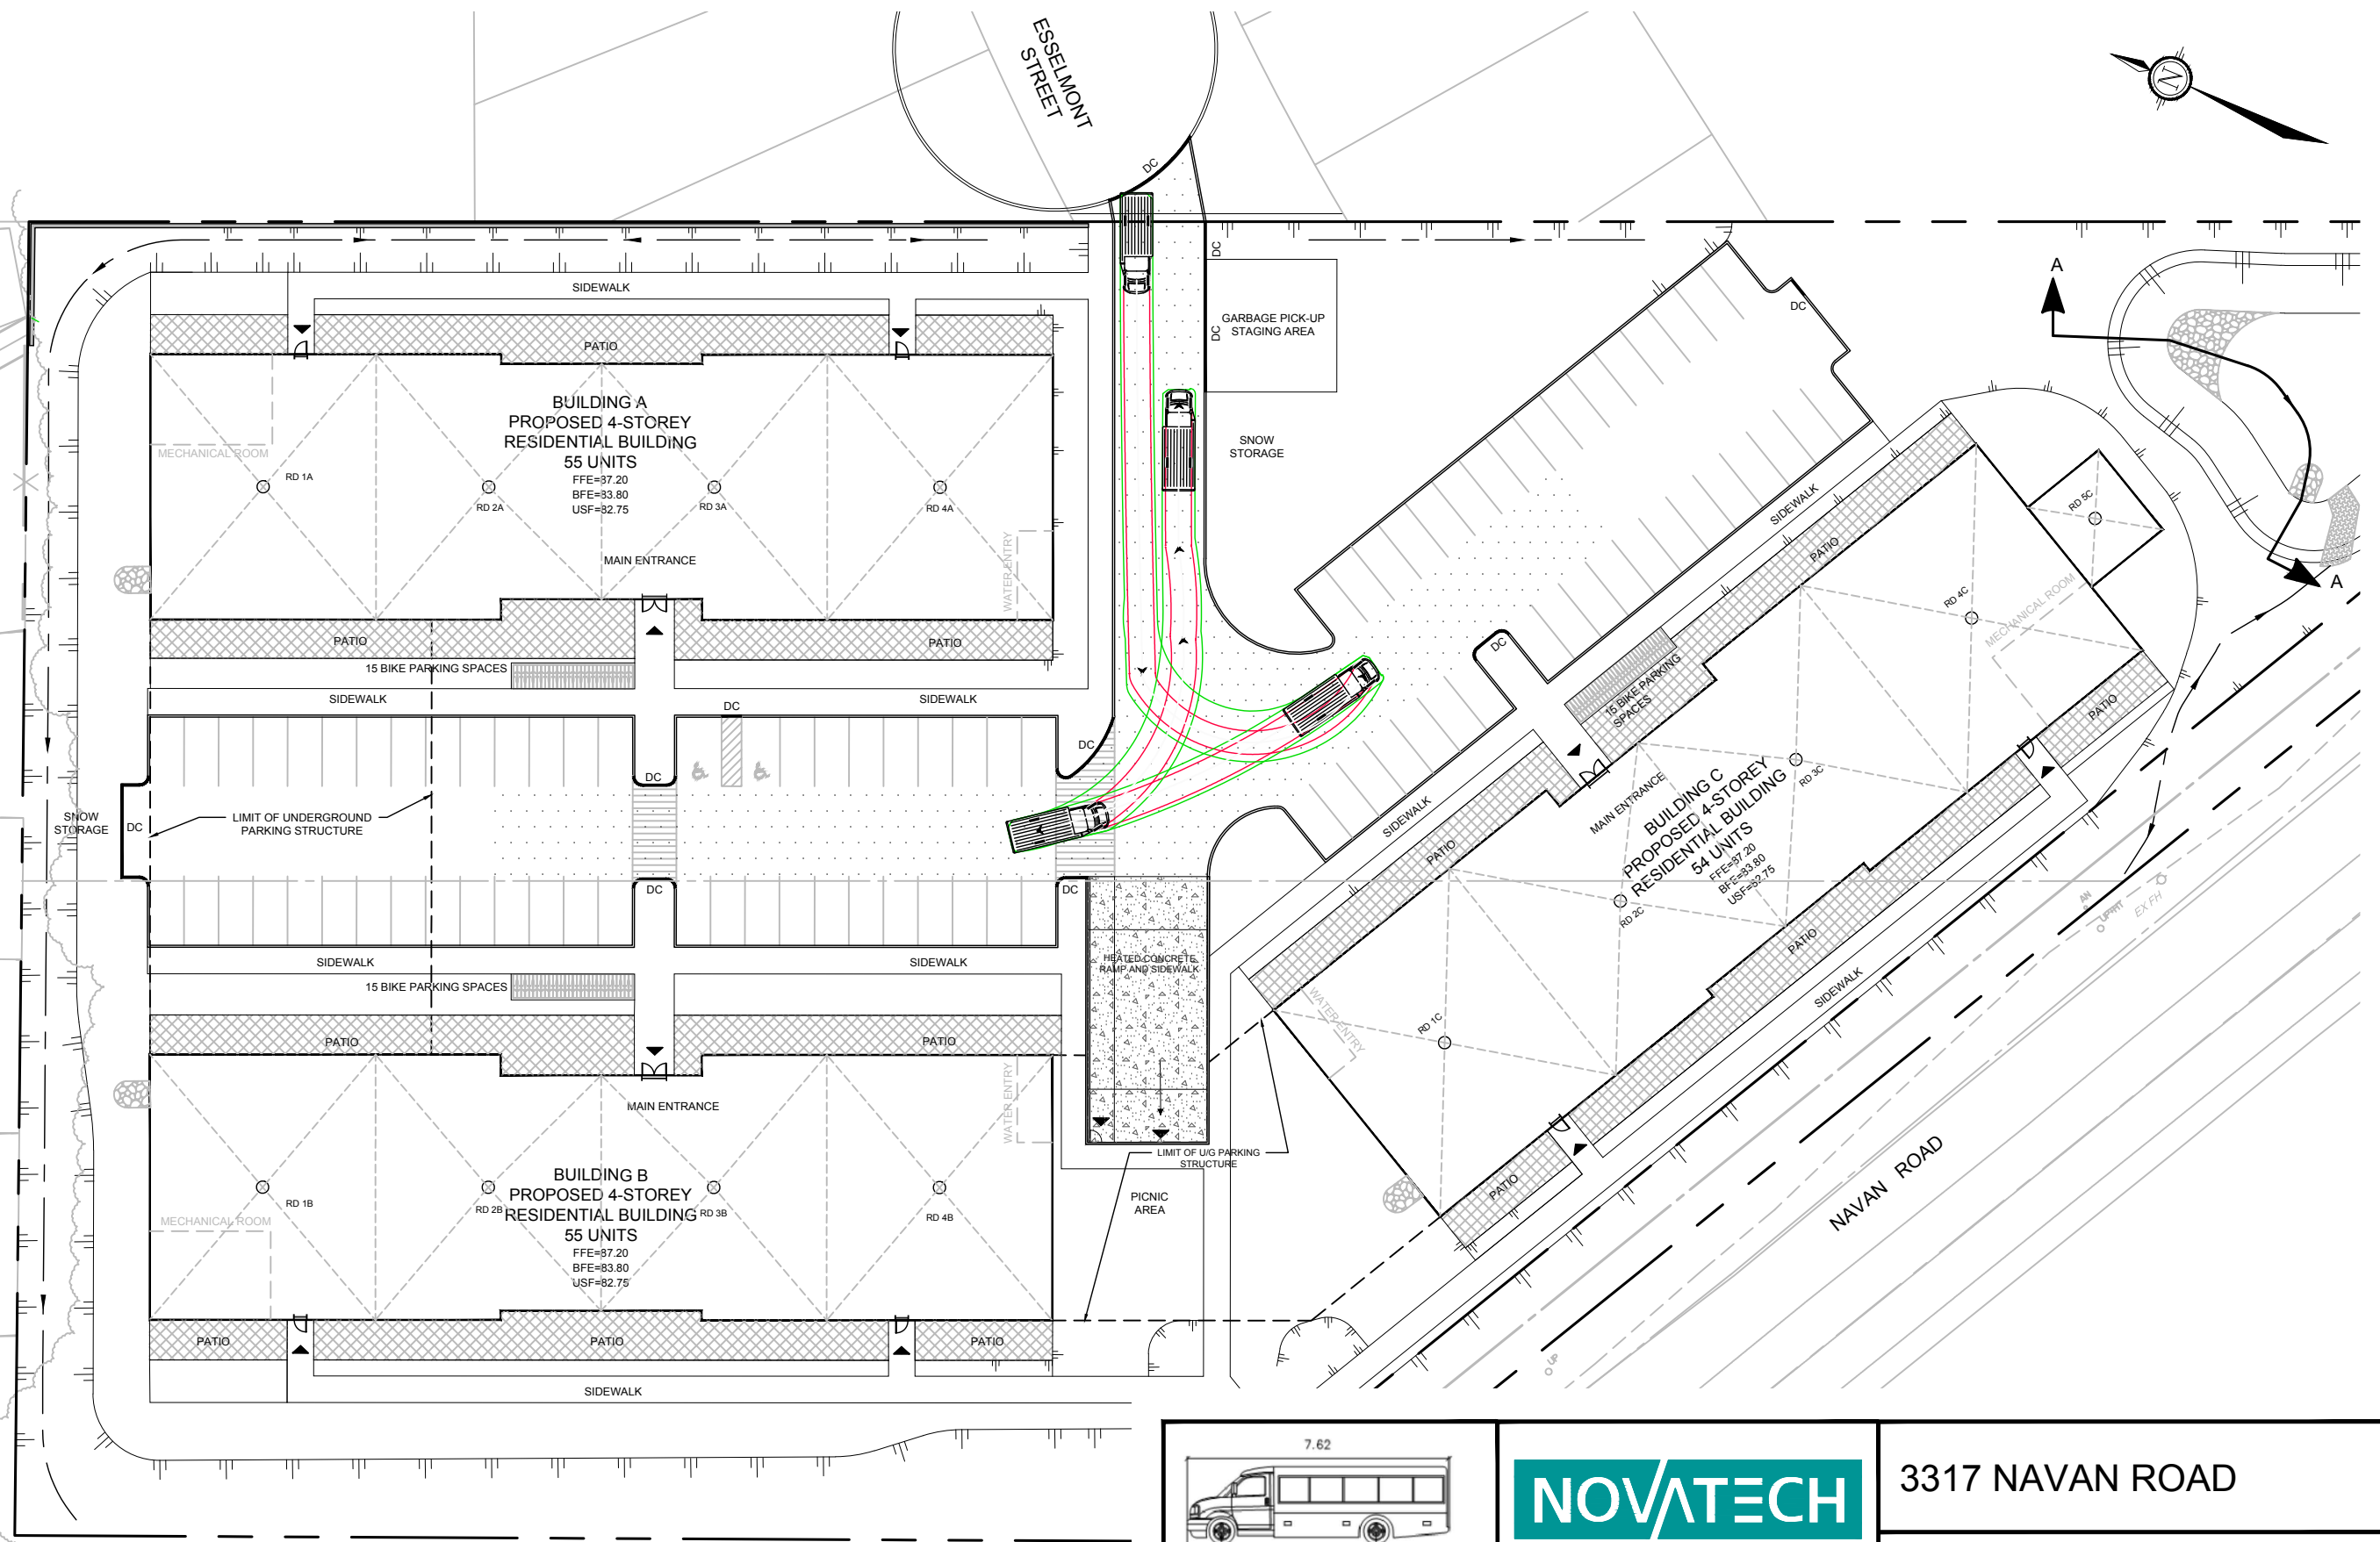 ESSELMONT
STREET
N
DC
DC
DC
GARBAGE PICK-UP
STAGING AREA
SNOW
STORAGE
DC
A
A
SIDEWALK
PATIO
BUILDING A
PROPOSED 4-STOREY
RESIDENTIAL BUILDING
55 UNITS
FFE=87.20
BFE=83.80
USF=82.75
MECHANICAL ROOM
RD 1A
RD 2A
RD 3A
RD 4A
MAIN ENTRANCE
WATER ENTRY
PATIO
PATIO
15 BIKE PARKING SPACES
SIDEWALK
SIDEWALK
DC
DC
DC
SNOW
STORAGE
DC
LIMIT OF UNDERGROUND
PARKING STRUCTURE
DC
DC
SIDEWALK
SIDEWALK
15 BIKE PARKING SPACES
PATIO
PATIO
HEATED CONCRETE
RAMP AND SIDEWALK
MAIN ENTRANCE
WATER ENTRY
BUILDING B
PROPOSED 4-STOREY
RESIDENTIAL BUILDING
55 UNITS
FFE=87.20
BFE=83.80
USF=82.75
RD 1B
RD 2B
RD 3B
RD 4B
MECHANICAL ROOM
PATIO
PATIO
PATIO
SIDEWALK
LIMIT OF U/G PARKING
STRUCTURE
PICNIC
AREA
DC
SIDEWALK
PATIO
15 BIKE PARKING
SPACES
SIDEWALK
PATIO
MAIN ENTRANCE
BUILDING C
PROPOSED 4-STOREY
RESIDENTIAL BUILDING
54 UNITS
FFE=87.20
BFE=83.80
USF=82.75
RD 1C
RD 2C
RD 3C
RD 4C
RD 5C
MECHANICAL ROOM
WATER ENTRY
PATIO
PATIO
PATIO
SIDEWALK
NAVAN ROAD
AN
UP+LT
EX FH
UP
7.62
NOVATECH
3317 NAVAN ROAD